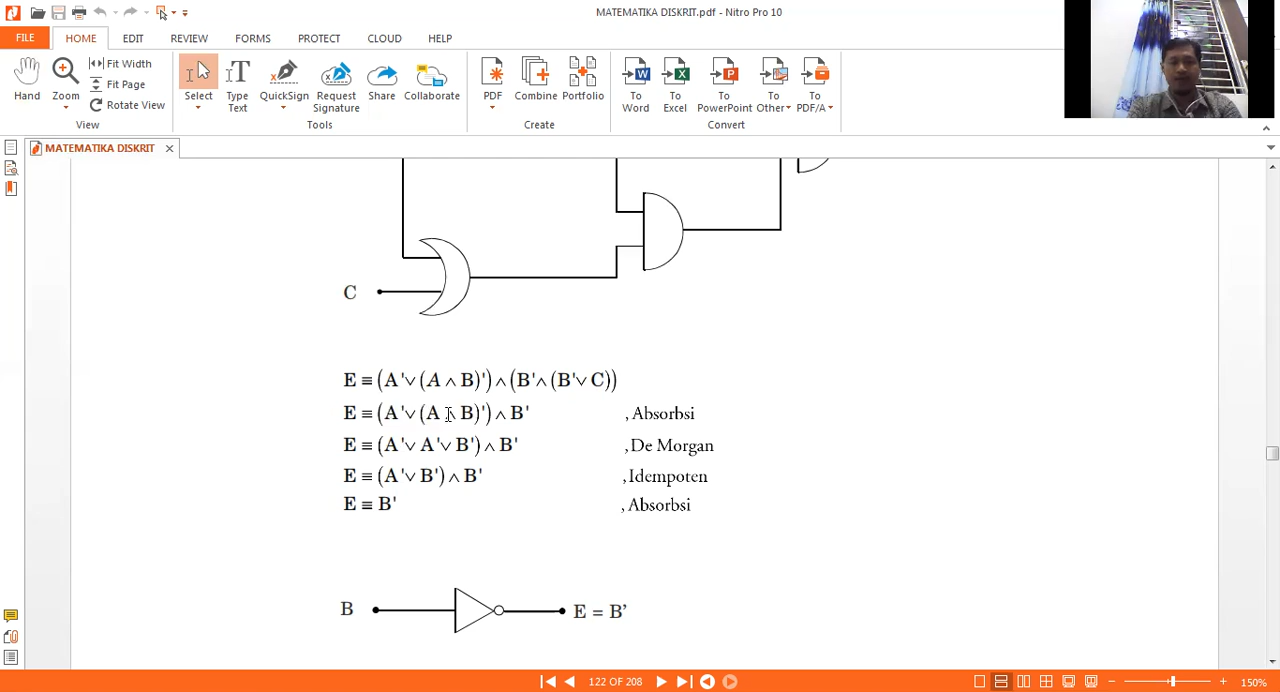 MATEMATIKA DISKRIT.pdf - Nitro Pro 10
FILE HOME EDIT REVIEW FORMS PROTECT CLOUD HELP
Hand
Zoom
Fit Width
Fit Page
Rotate View
View
Select
Type Text
QuickSign
Request Signature
Share
Collaborate
Tools
PDF
Combine
Portfolio
Create
To Word
To Excel
To PowerPoint
To Other
To PDF/A
Convert
MATEMATIKA DISKRIT
C
E ≡ (A'∨ (A ∧ B)') ∧ (B'∧ (B'∨ C))
E ≡ (A'∨ (A ∧ B)') ∧ B' , Absorbsi
E ≡ (A'∨ A'∨ B') ∧ B' , De Morgan
E ≡ (A'∨ B') ∧ B' , Idempoten
E ≡ B' , Absorbsi
B E = B’
122 OF 208
150%